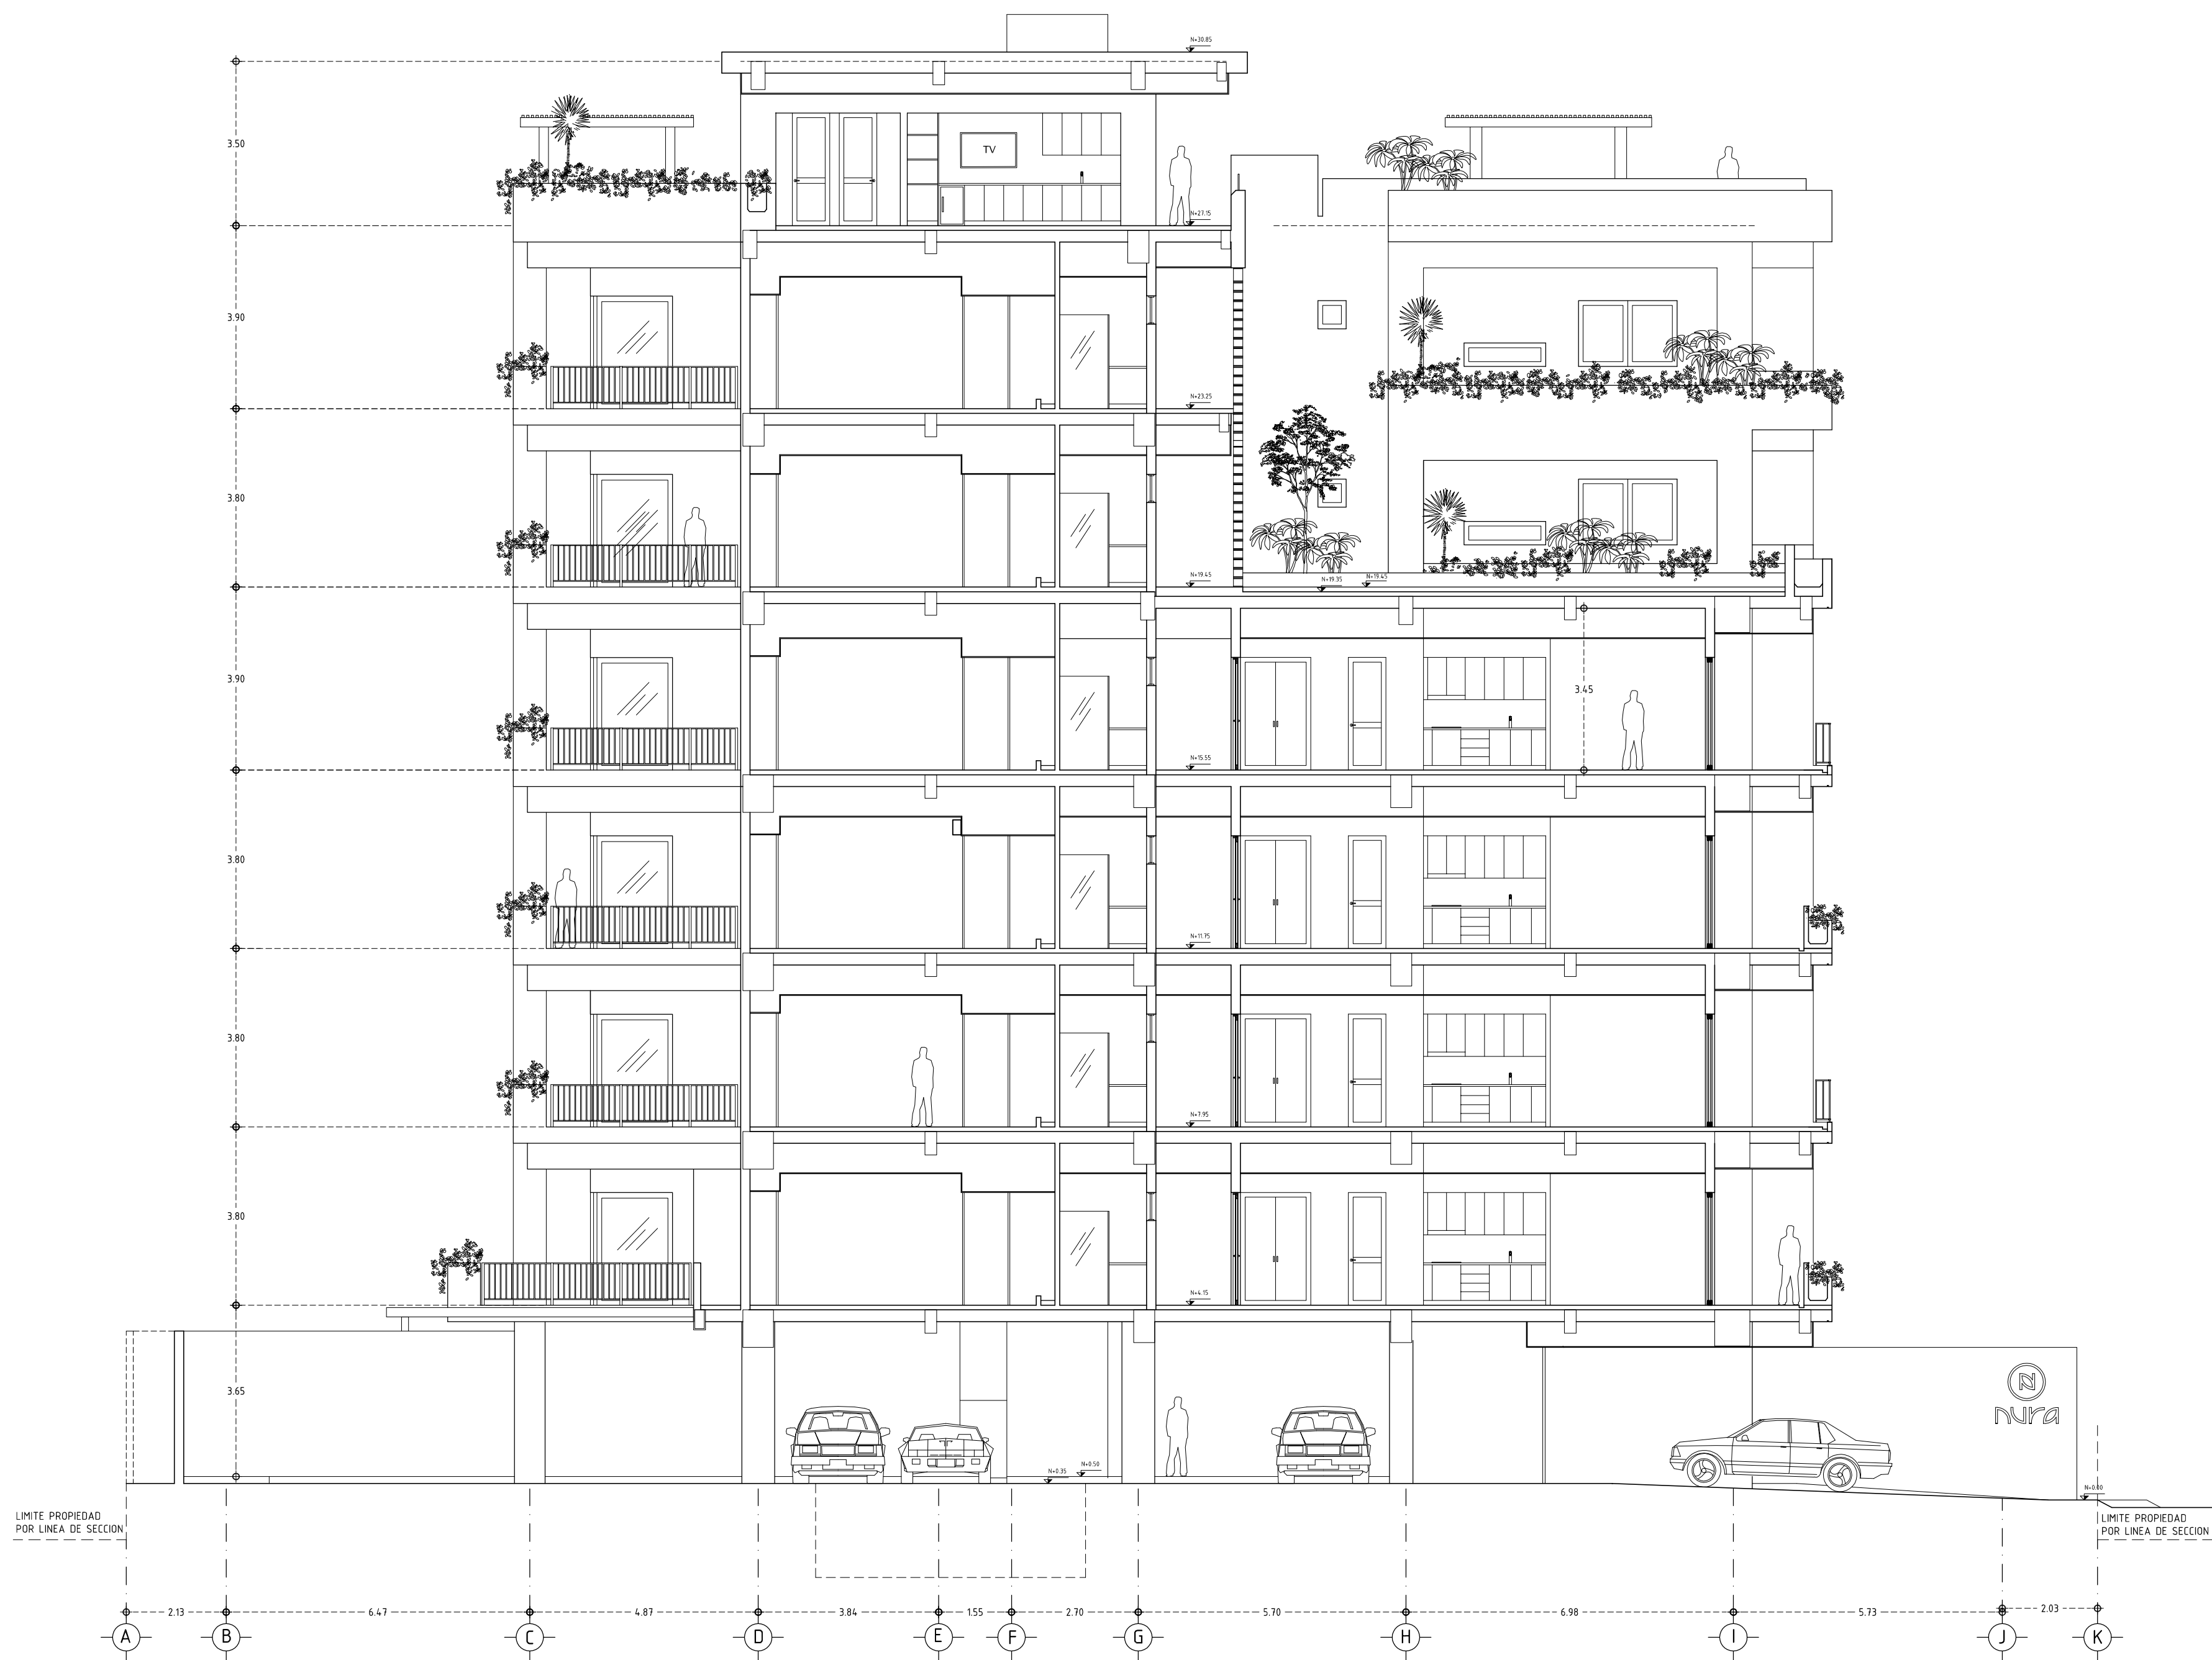 N+30.85
3.50
TV
N+27.15
3.90
N+23.25
3.80
N+19.45
N+19.35
N+19.45
3.90
3.45
N+15.55
3.80
N+11.75
3.80
N+7.95
3.80
N+4.15
3.65
N
nura
N+0.35
N+0.50
N+0.00
LIMITE PROPIEDAD
POR LINEA DE SECCION
LIMITE PROPIEDAD
POR LINEA DE SECCION
2.13 6.47 4.87 3.84 1.55 2.70 5.70 6.98 5.73 2.03
A B C D E F G H I J K